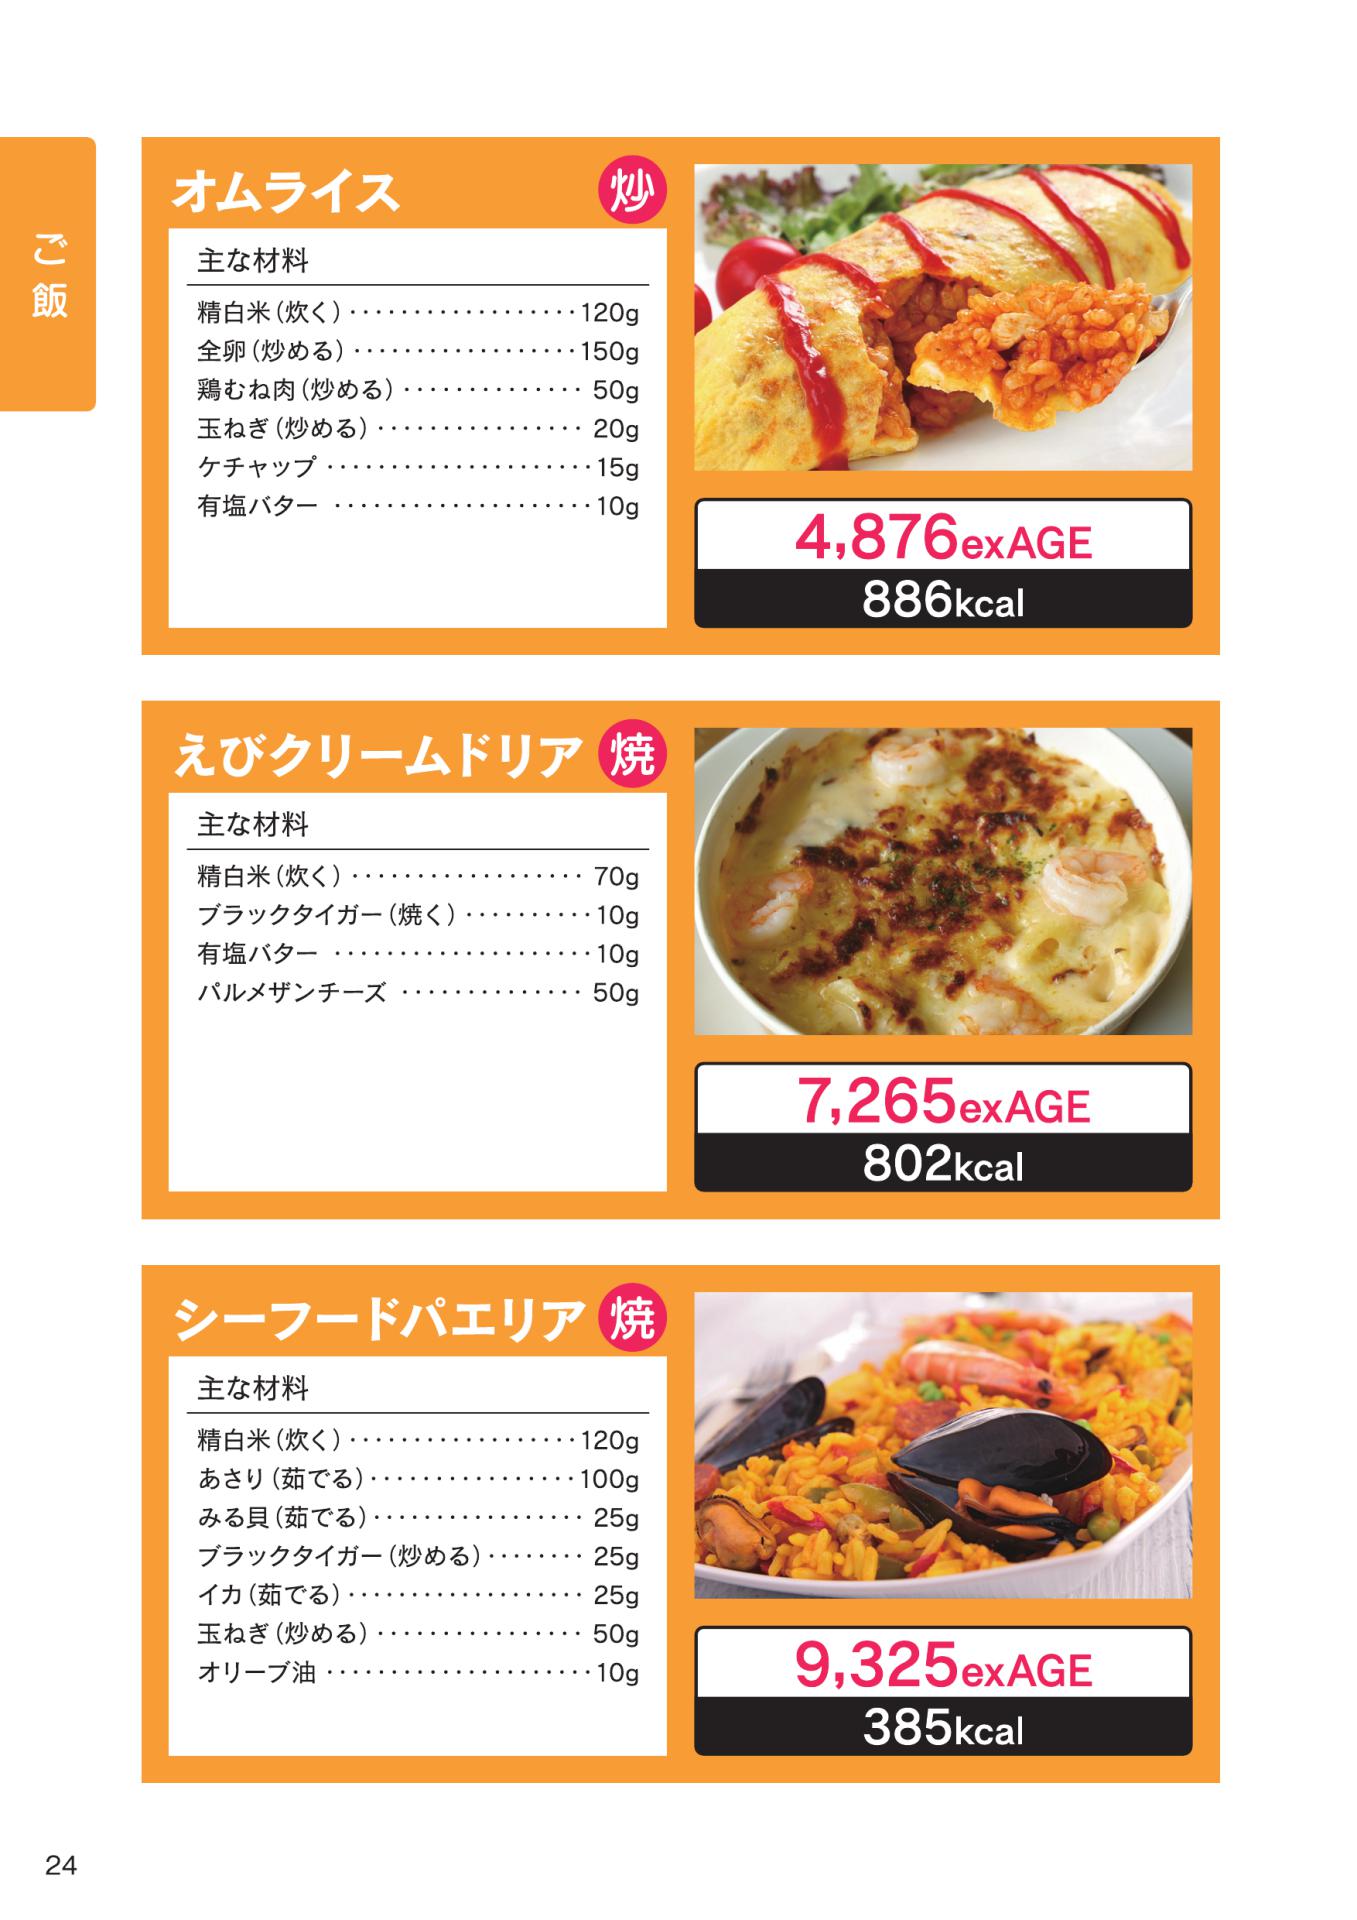 ご飯
オムライス 炒
主な材料
精白米（炊く）・・・・・・・・・・・・・・・・・・120g
全卵（炒める）・・・・・・・・・・・・・・・・・・150g
鶏むね肉（炒める）・・・・・・・・・・・・・・ 50g
玉ねぎ（炒める）・・・・・・・・・・・・・・・・ 20g
ケチャップ・・・・・・・・・・・・・・・・・・・・・15g
有塩バター ・・・・・・・・・・・・・・・・・・・・10g
4,876exAGE
886kcal
えびクリームドリア 焼
主な材料
精白米（炊く）・・・・・・・・・・・・・・・・・・ 70g
ブラックタイガー（焼く）・・・・・・・・・・10g
有塩バター ・・・・・・・・・・・・・・・・・・・・10g
パルメザンチーズ ・・・・・・・・・・・・・・ 50g
7,265exAGE
802kcal
シーフードパエリア 焼
主な材料
精白米（炊く）・・・・・・・・・・・・・・・・・・120g
あさり（茹でる）・・・・・・・・・・・・・・・・100g
みる貝（茹でる）・・・・・・・・・・・・・・・・ 25g
ブラックタイガー（炒める）・・・・・・・・ 25g
イカ（茹でる）・・・・・・・・・・・・・・・・・・ 25g
玉ねぎ（炒める）・・・・・・・・・・・・・・・・ 50g
オリーブ油・・・・・・・・・・・・・・・・・・・・・10g
9,325exAGE
385kcal
24